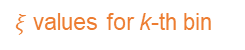 ξ values for k-th bin